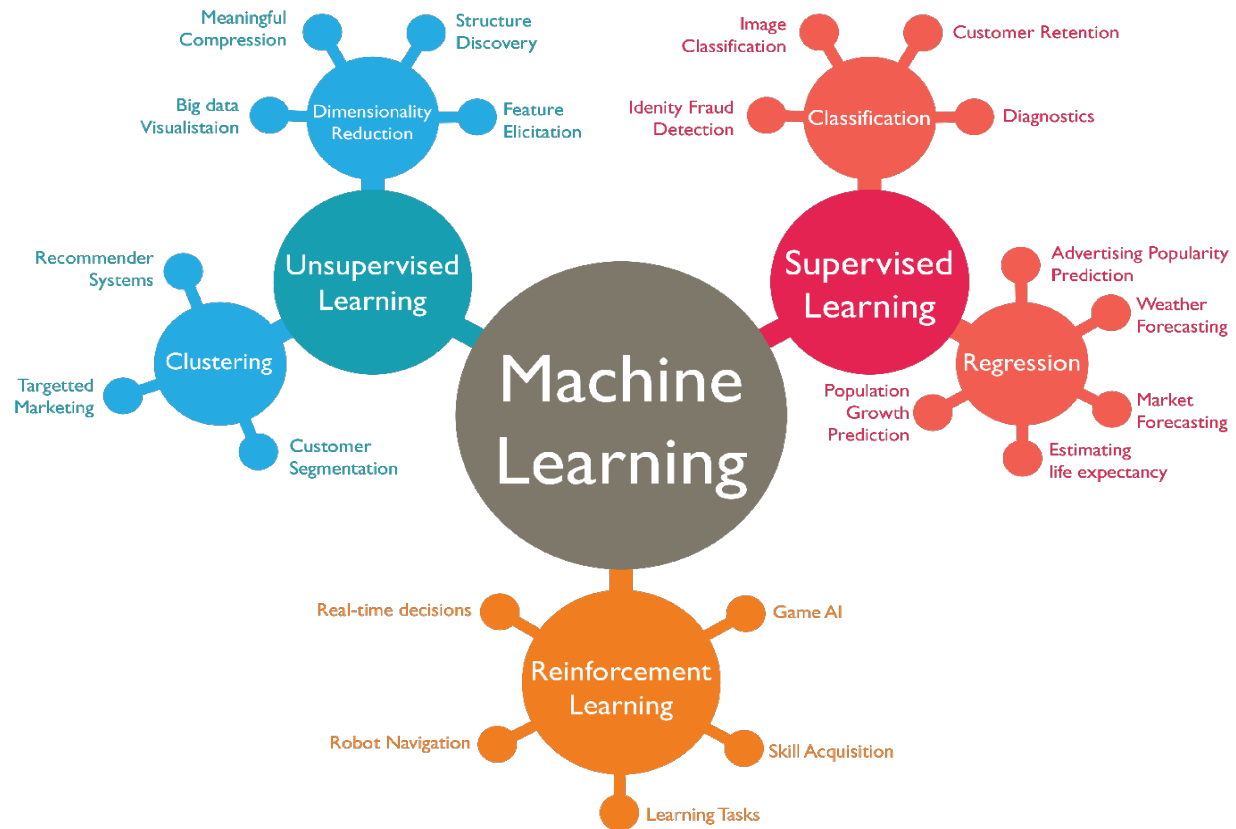 Meaningful
Compression
Structure
Discovery
Big data
Visualistaion
Dimensionality
Reduction
Feature
Elicitation
Image
Classification
Customer Retention
Idenity Fraud
Detection
Classification
Diagnostics
Unsupervised
Learning
Recommender
Systems
Clustering
Targetted
Marketing
Customer
Segmentation
Machine
Learning
Supervised
Learning
Advertising Popularity
Prediction
Weather
Forecasting
Regression
Population
Growth
Prediction
Market
Forecasting
Estimating
life expectancy
Real-time decisions
Game AI
Reinforcement
Learning
Robot Navigation
Skill Acquisition
Learning Tasks